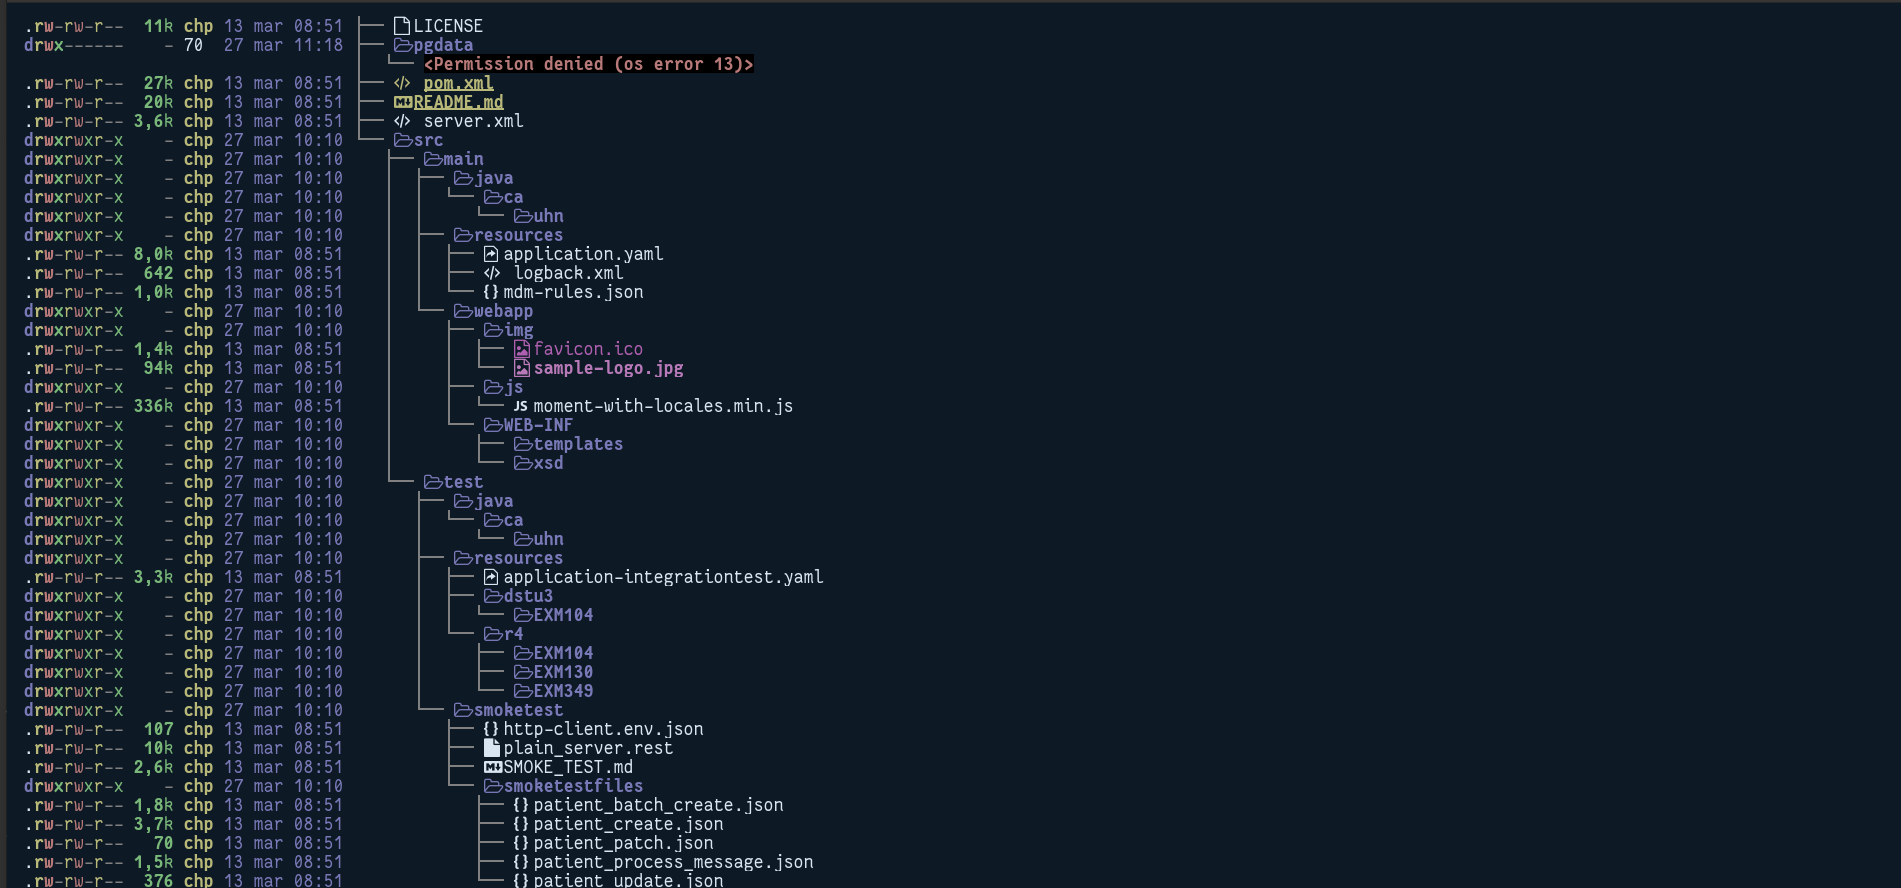 .rw-rw-r-- 11k chp 13 mar 08:51 ├── LICENSE
drwx------ - 70 27 mar 11:18 ├── pgdata
│ └── <Permission denied (os error 13)>
.rw-rw-r-- 27k chp 13 mar 08:51 ├── pom.xml
.rw-rw-r-- 20k chp 13 mar 08:51 ├── README.md
.rw-rw-r-- 3,6k chp 13 mar 08:51 ├── server.xml
drwxrwxr-x - chp 27 mar 10:10 └── src
drwxrwxr-x - chp 27 mar 10:10 ├── main
drwxrwxr-x - chp 27 mar 10:10 │ ├── java
drwxrwxr-x - chp 27 mar 10:10 │ │ └── ca
drwxrwxr-x - chp 27 mar 10:10 │ │ └── uhn
drwxrwxr-x - chp 27 mar 10:10 │ ├── resources
.rw-rw-r-- 8,0k chp 13 mar 08:51 │ │ ├── application.yaml
.rw-rw-r-- 642 chp 13 mar 08:51 │ │ ├── </> logback.xml
.rw-rw-r-- 1,0k chp 13 mar 08:51 │ │ └── {} mdm-rules.json
drwxrwxr-x - chp 27 mar 10:10 │ └── webapp
drwxrwxr-x - chp 27 mar 10:10 │ ├── img
.rw-rw-r-- 1,4k chp 13 mar 08:51 │ │ ├── favicon.ico
.rw-rw-r-- 94k chp 13 mar 08:51 │ │ └── sample-logo.jpg
drwxrwxr-x - chp 27 mar 10:10 │ ├── js
.rw-rw-r-- 336k chp 13 mar 08:51 │ │ └── JS moment-with-locales.min.js
drwxrwxr-x - chp 27 mar 10:10 │ └── WEB-INF
drwxrwxr-x - chp 27 mar 10:10 │ ├── templates
drwxrwxr-x - chp 27 mar 10:10 │ └── xsd
drwxrwxr-x - chp 27 mar 10:10 └── test
drwxrwxr-x - chp 27 mar 10:10 ├── java
drwxrwxr-x - chp 27 mar 10:10 │ └── ca
drwxrwxr-x - chp 27 mar 10:10 │ └── uhn
drwxrwxr-x - chp 27 mar 10:10 ├── resources
.rw-rw-r-- 3,3k chp 13 mar 08:51 │ ├── application-integrationtest.yaml
drwxrwxr-x - chp 27 mar 10:10 │ ├── dstu3
drwxrwxr-x - chp 27 mar 10:10 │ │ └── EXM104
drwxrwxr-x - chp 27 mar 10:10 │ └── r4
drwxrwxr-x - chp 27 mar 10:10 │ ├── EXM104
drwxrwxr-x - chp 27 mar 10:10 │ ├── EXM130
drwxrwxr-x - chp 27 mar 10:10 │ └── EXM349
drwxrwxr-x - chp 27 mar 10:10 └── smoketest
.rw-rw-r-- 107 chp 13 mar 08:51 ├── {} http-client.env.json
.rw-rw-r-- 10k chp 13 mar 08:51 ├── plain_server.rest
.rw-rw-r-- 2,6k chp 13 mar 08:51 ├── SMOKE_TEST.md
drwxrwxr-x - chp 27 mar 10:10 └── smoketestfiles
.rw-rw-r-- 1,8k chp 13 mar 08:51 ├── {} patient_batch_create.json
.rw-rw-r-- 3,7k chp 13 mar 08:51 ├── {} patient_create.json
.rw-rw-r-- 70 chp 13 mar 08:51 ├── {} patient_patch.json
.rw-rw-r-- 1,5k chp 13 mar 08:51 ├── {} patient_process_message.json
.rw-rw-r-- 376 chp 13 mar 08:51 └── {} patient_update.json